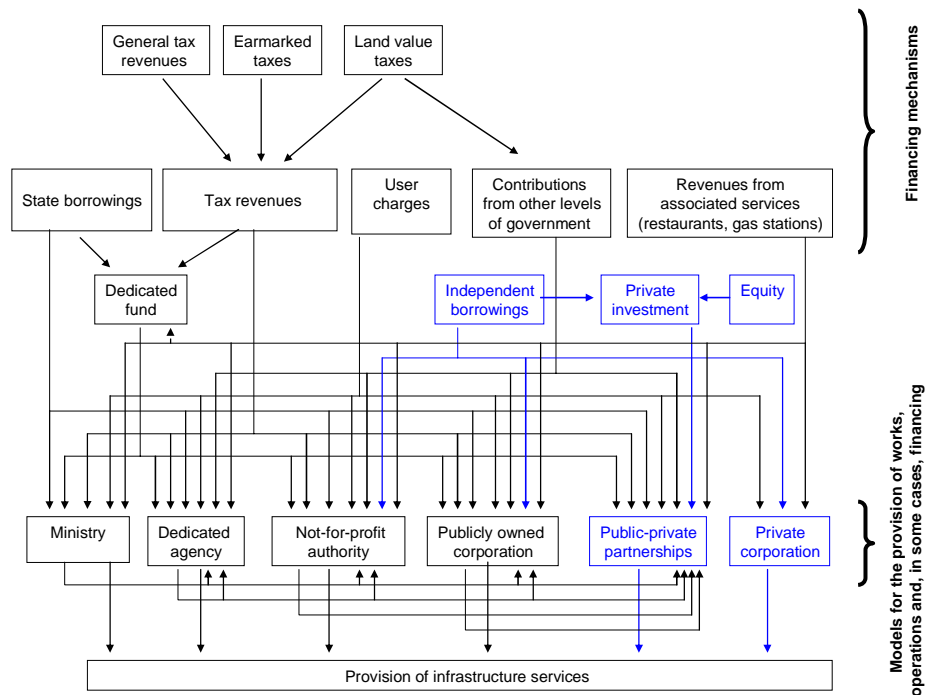 General tax
revenues
Earmarked
taxes
Land value
taxes
Financing mechanisms
State borrowings
Tax revenues
User
charges
Contributions
from other levels
of government
Revenues from
associated services
(restaurants, gas stations)
Dedicated
fund
Independent
borrowings
Private
investment
Equity
Ministry
Dedicated
agency
Not-for-profit
authority
Publicly owned
corporation
Public-private
partnerships
Private
corporation
Models for the provision of works,
operations and, in some cases, financing
Provision of infrastructure services